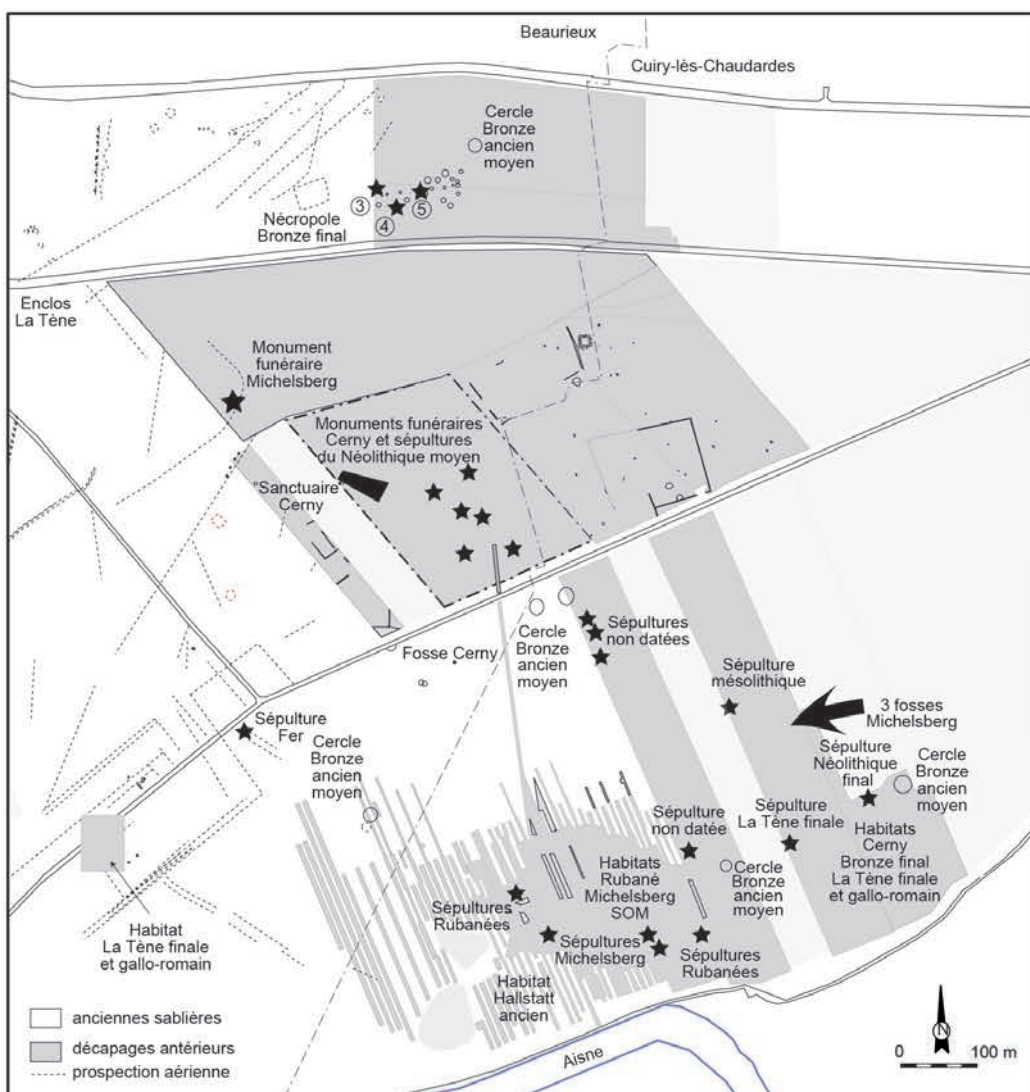 Beaurieux
Cuiry-lès-Chaudardes
Cercle
Bronze
ancien
moyen
3
4
5
Nécropole
Bronze final
Enclos
La Tène
Monument
funéraire
Michelsberg
Monuments funéraires
Cerny et sépultures
du Néolithique moyen
"Sanctuaire"
Cerny
Fosse Cerny
Cercle
Bronze
ancien
moyen
Sépultures
non datées
Sépulture
mésolithique
3 fosses
Michelsberg
Sépulture
Fer
Cercle
Bronze
ancien
moyen
Sépulture
Néolithique
final
Cercle
Bronze
ancien
moyen
Sépulture
La Tène finale
Sépulture
non datée
Habitats
Cerny
Bronze final
La Tène finale
et gallo-romain
Cercle
Bronze
ancien
moyen
Habitats
Rubané
Michelsberg
SOM
Sépultures
Rubanées
Sépultures
Michelsberg
Sépultures
Rubanées
Habitat
La Tène finale
et gallo-romain
Habitat
Hallstatt
ancien
anciennes sablières
décapages antérieurs
prospection aérienne
Aisne
N
0 100 m